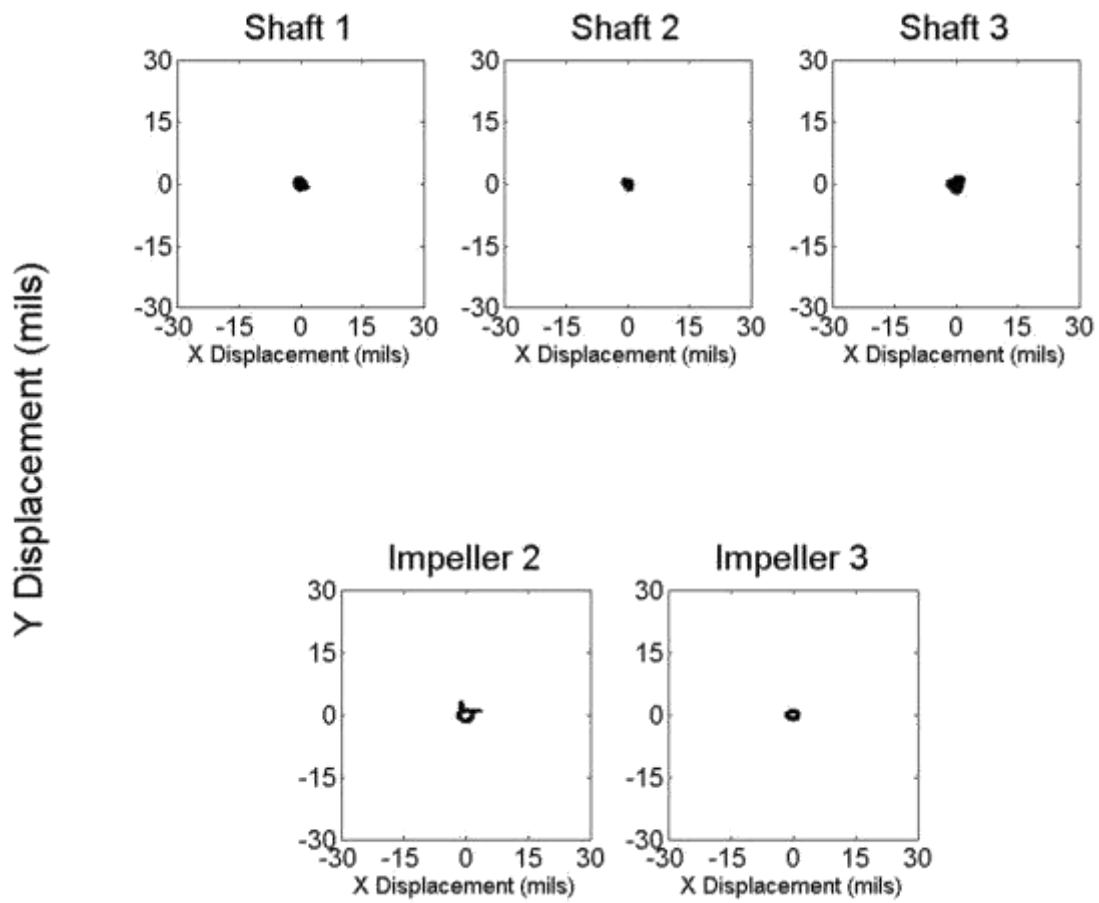 Shaft 1
Shaft 2
Shaft 3
30
15
0
-15
-30
-30 -15 0 15 30
X Displacement (mils)
30
15
0
-15
-30
-30 -15 0 15 30
X Displacement (mils)
30
15
0
-15
-30
-30 -15 0 15 30
X Displacement (mils)
Y Displacement (mils)
Impeller 2
Impeller 3
30
15
0
-15
-30
-30 -15 0 15 30
X Displacement (mils)
30
15
0
-15
-30
-30 -15 0 15 30
X Displacement (mils)